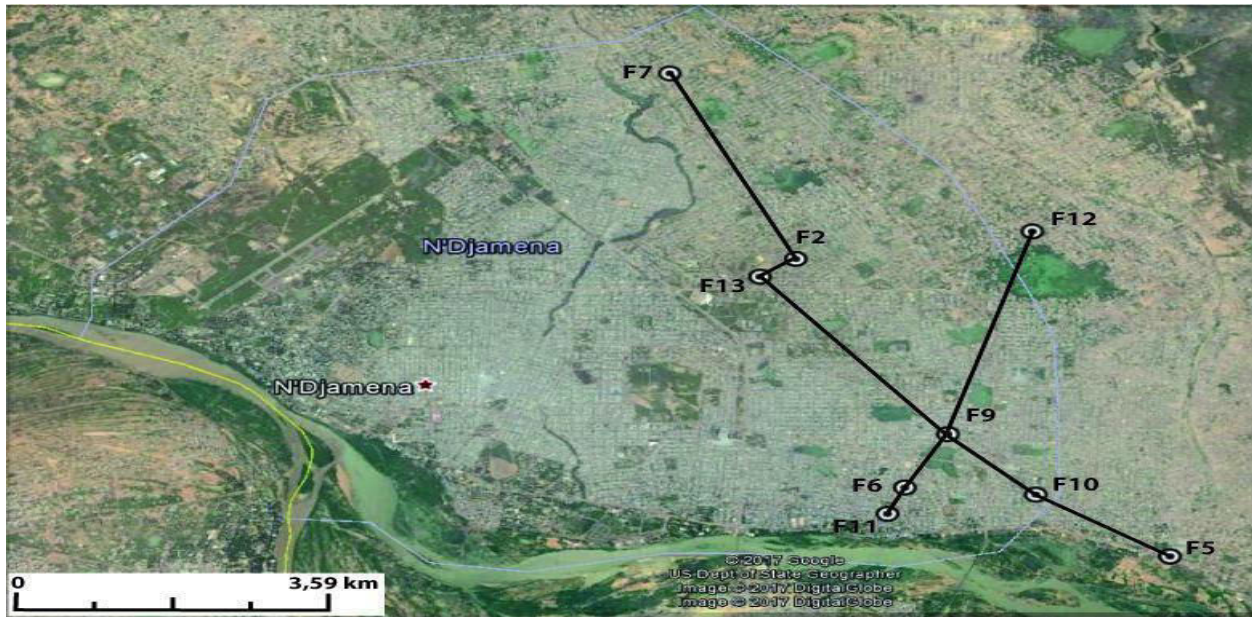 F7
F12
F2
N'Djamena
F13
N'Djamena
F9
F6
F10
F11
F5
© 2017 Google
US Dept of State Geographer
Image © 2017 DigitalGlobe
Image © 2017 DigitalGlobe
0 3,59 km